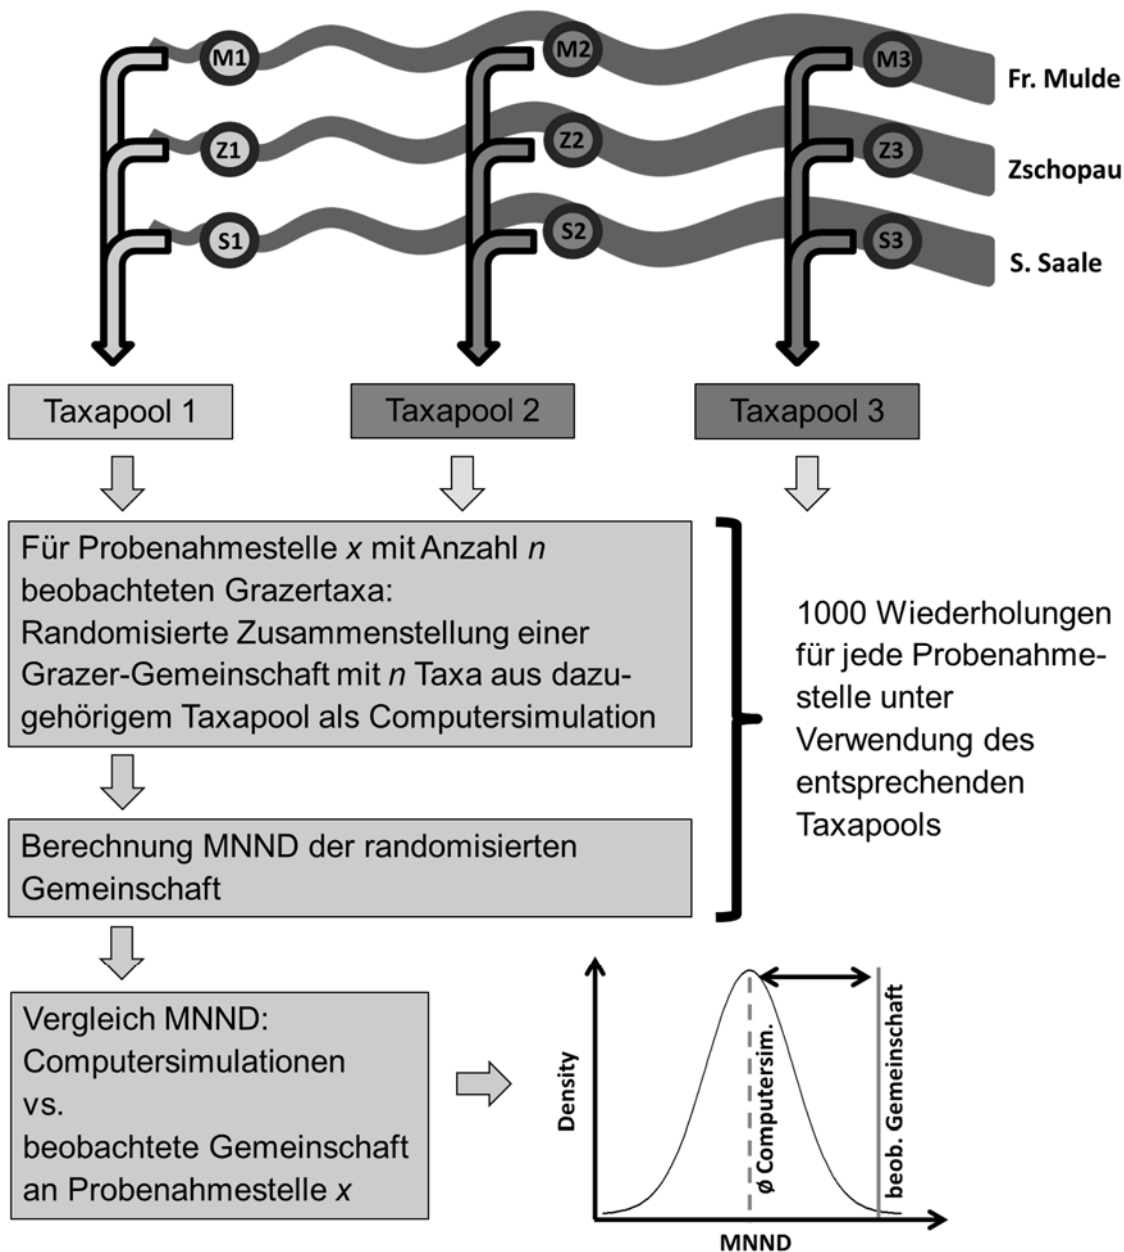 M1
M2
M3
Fr. Mulde
Z1
Z2
Z3
Zschopau
S1
S2
S3
S. Saale
Taxapool 1
Taxapool 2
Taxapool 3
Für Probenahmestelle x mit Anzahl n
beobachteten Grazertaxa:
Randomisierte Zusammenstellung einer
Grazer-Gemeinschaft mit n Taxa aus dazu-
gehörigem Taxapool als Computersimulation
1000 Wiederholungen
für jede Probenahme-
stelle unter
Verwendung des
entsprechenden
Taxapools
Berechnung MNND der randomisierten
Gemeinschaft
Vergleich MNND:
Computersimulationen
vs.
beobachtete Gemeinschaft
an Probenahmestelle x
Density
ø Computersim.
beob. Gemeinschaft
MNND